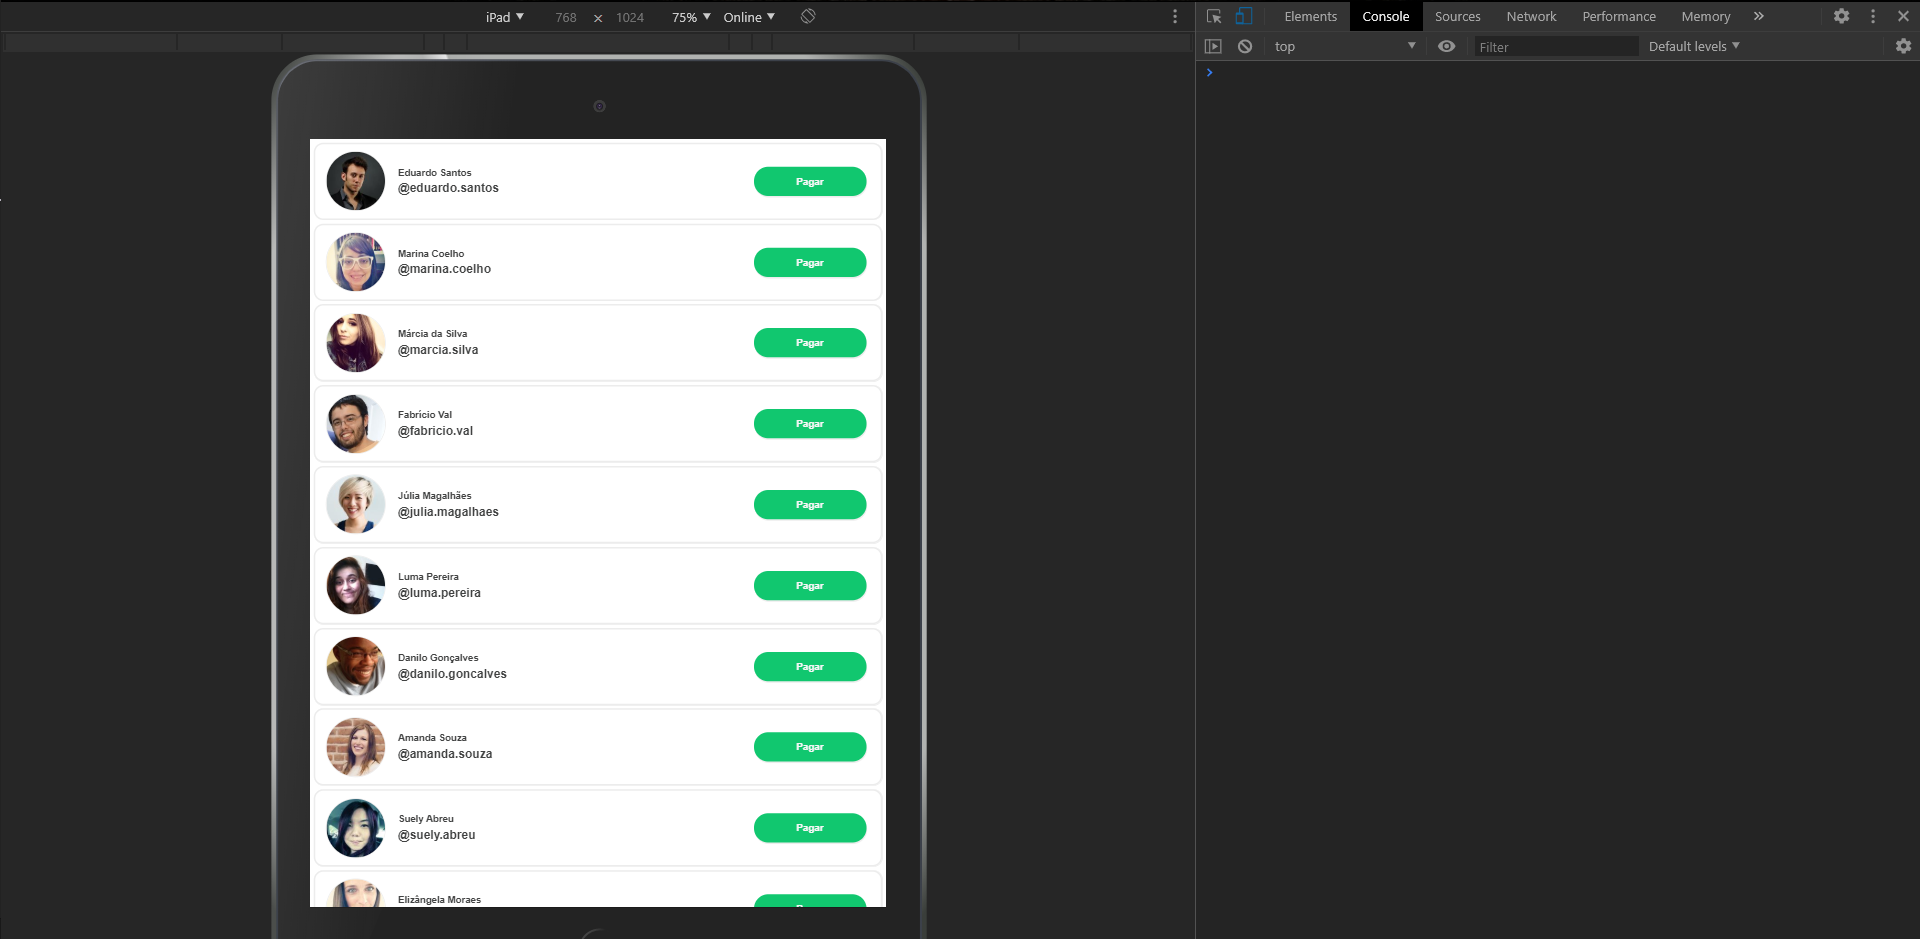 iPad ▼ 768 × 1024 75% ▼ Online ▼
Elements Console Sources Network Performance Memory »
top ▼ Filter Default levels ▼
Eduardo Santos
@eduardo.santos
Pagar
Marina Coelho
@marina.coelho
Pagar
Márcia da Silva
@marcia.silva
Pagar
Fabrício Val
@fabricio.val
Pagar
Júlia Magalhães
@julia.magalhaes
Pagar
Luma Pereira
@luma.pereira
Pagar
Danilo Gonçalves
@danilo.goncalves
Pagar
Amanda Souza
@amanda.souza
Pagar
Suely Abreu
@suely.abreu
Pagar
Elizângela Moraes